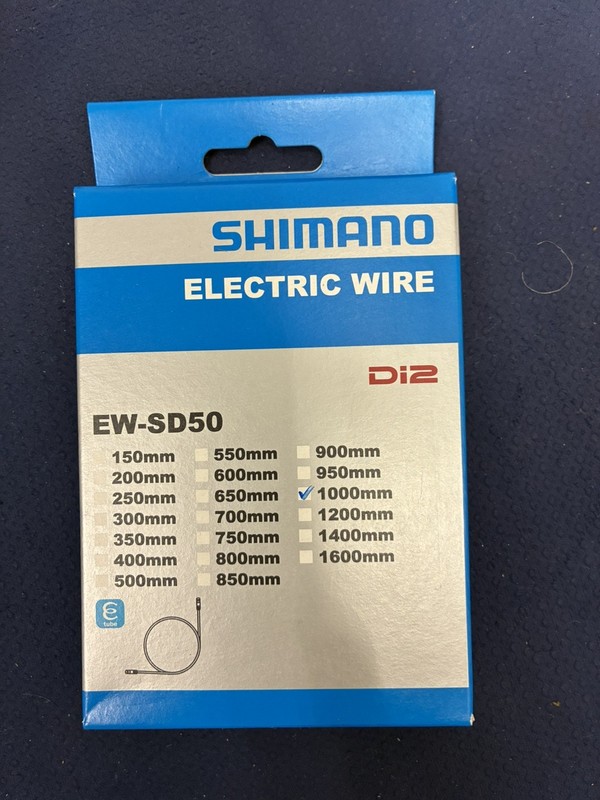 SHIMANO
ELECTRIC WIRE
Di2
EW-SD50
150mm 550mm 900mm
200mm 600mm 950mm
250mm 650mm 1000mm
300mm 700mm 1200mm
350mm 750mm 1400mm
400mm 800mm 1600mm
500mm 850mm
e
tube